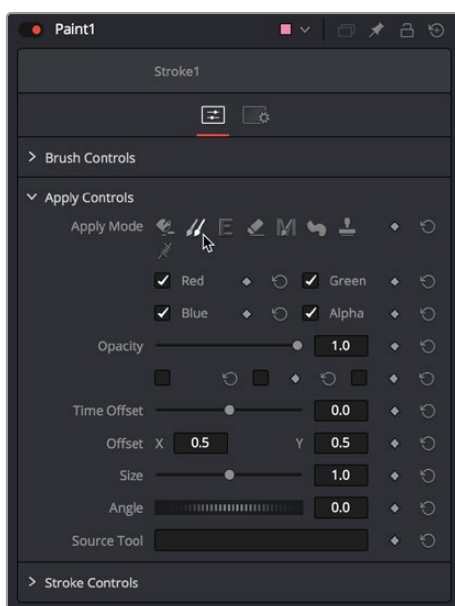 Paint1
Stroke1
Brush Controls
Apply Controls
Apply Mode
Red Green
Blue Alpha
Opacity 1.0
Time Offset 0.0
Offset X 0.5 Y 0.5
Size 1.0
Angle 0.0
Source Tool
Stroke Controls